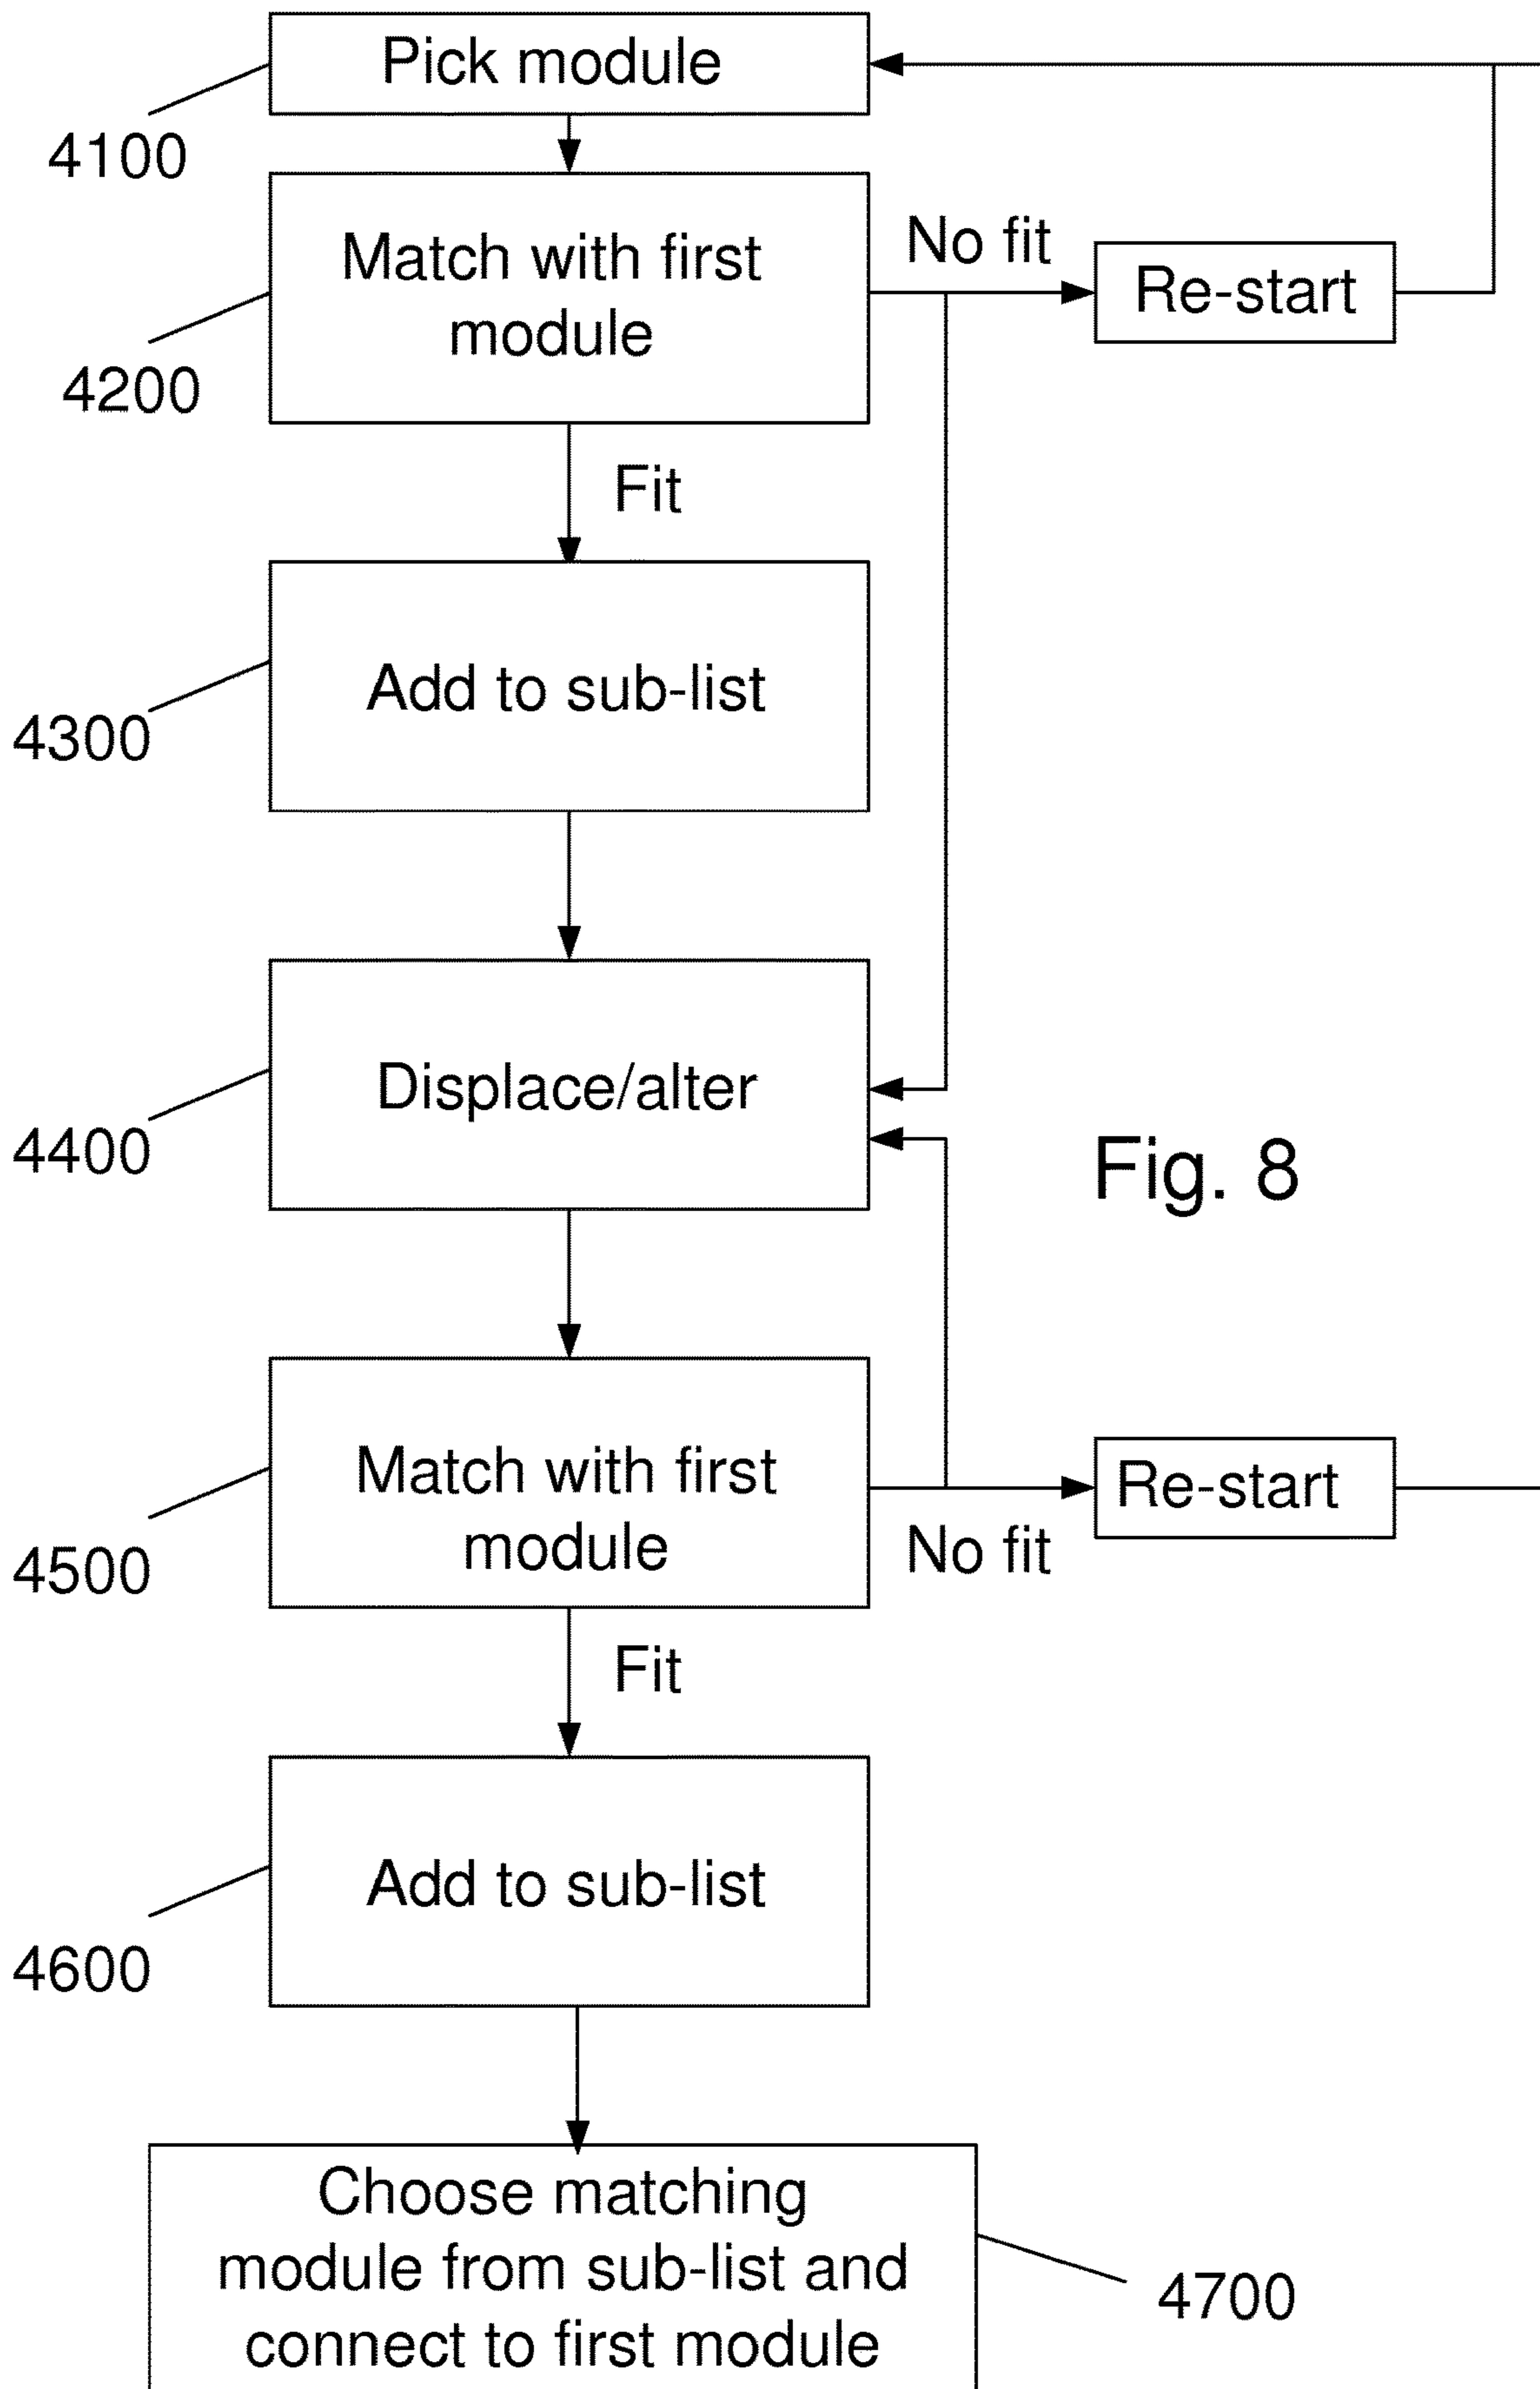 Pick module
4100
Match with first
module
No fit
Re-start
4200
Fit
Add to sub-list
4300
Displace/alter
4400
Fig. 8
Match with first
module
No fit
Re-start
4500
Fit
Add to sub-list
4600
Choose matching
module from sub-list and
connect to first module
4700